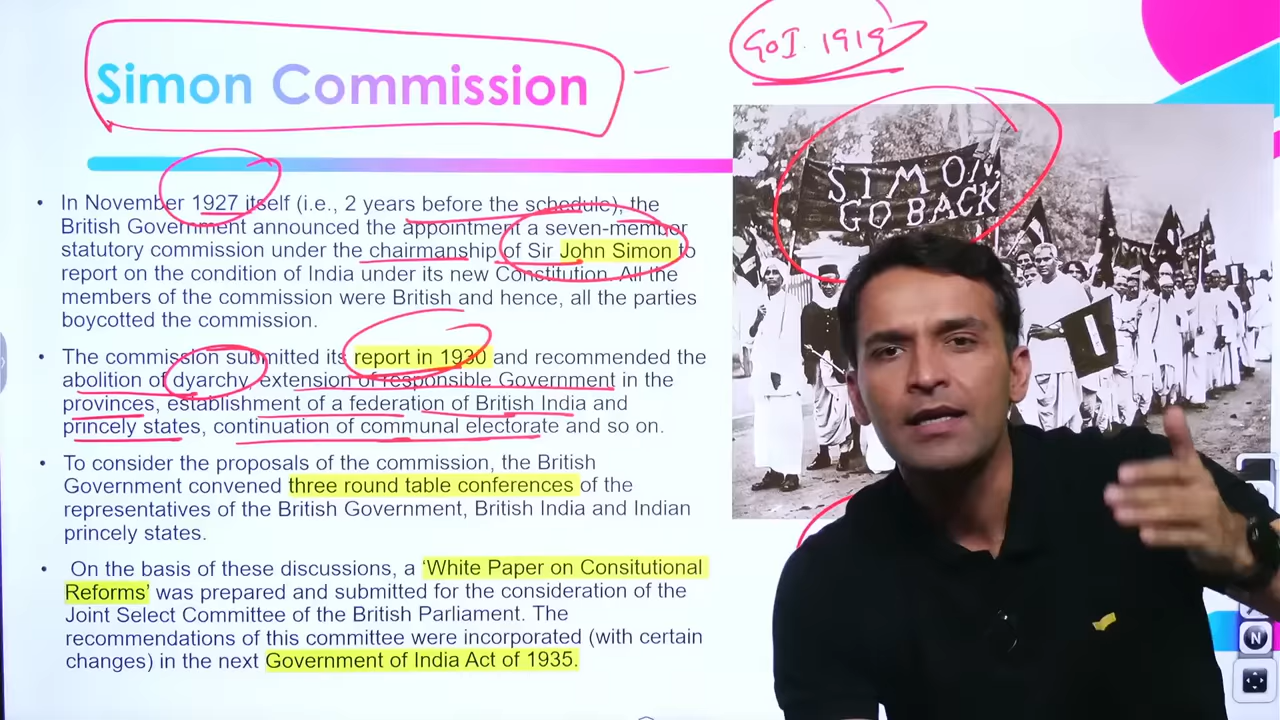 GOI 1919
Simon Commission
SIMON,
GO BACK
• In November 1927 itself (i.e., 2 years before the schedule), the
British Government announced the appointment a seven-member
statutory commission under the chairmanship of Sir John Simon to
report on the condition of India under its new Constitution. All the
members of the commission were British and hence, all the parties
boycotted the commission.
• The commission submitted its report in 1930 and recommended the
abolition of dyarchy, extension of responsible Government in the
provinces, establishment of a federation of British India and
princely states, continuation of communal electorate and so on.
• To consider the proposals of the commission, the British
Government convened three round table conferences of the
representatives of the British Government, British India and Indian
princely states.
• On the basis of these discussions, a ‘White Paper on Consitutional
Reforms’ was prepared and submitted for the consideration of the
Joint Select Committee of the British Parliament. The
recommendations of this committee were incorporated (with certain
changes) in the next Government of India Act of 1935.
N